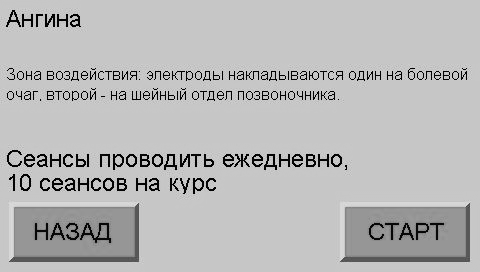 Ангина
Зона воздействия: электроды накладываются один на болевой
очаг, второй - на шейный отдел позвоночника.
Сеансы проводить ежедневно,
10 сеансов на курс
НАЗАД
СТАРТ